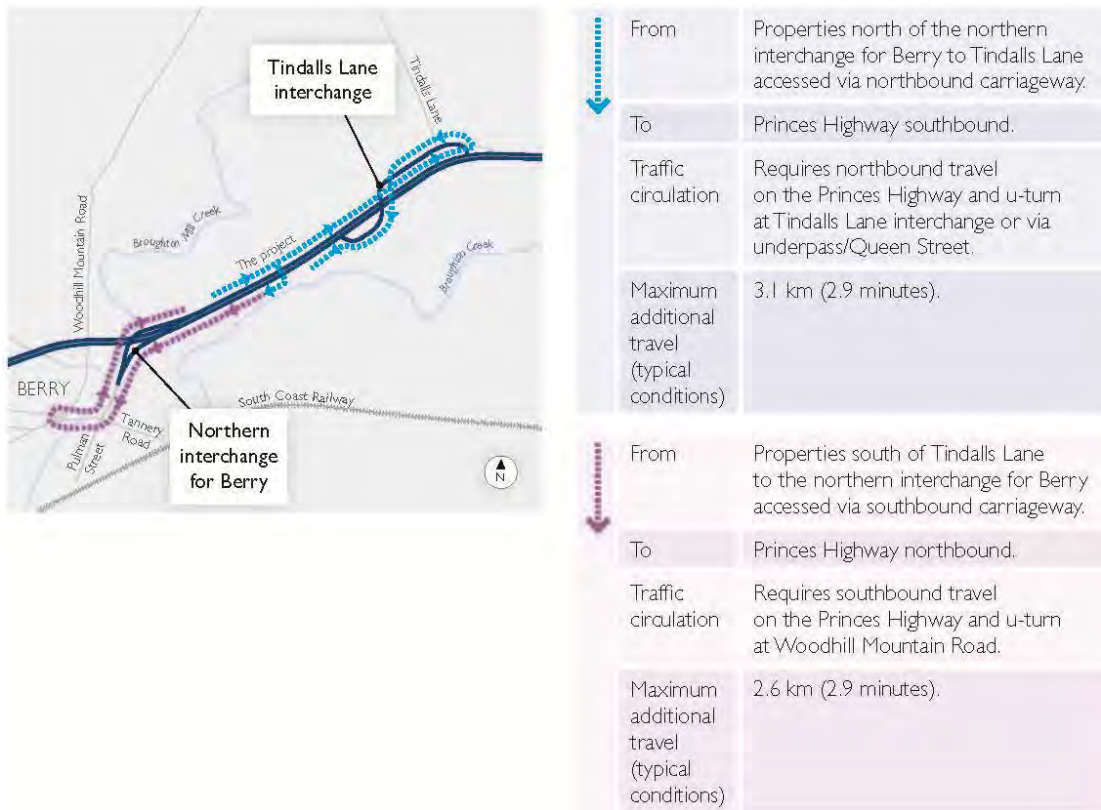 Tindalls Lane
interchange
Tindalls Lane
Woodhill Mountain Road
Broughton Mill Creek
The project
Broughton Creek
BERRY
South Coast Railway
Tannery
Road
Pulman
Street
Northern
interchange
for Berry
N
From
Properties north of the northern
interchange for Berry to Tindalls Lane
accessed via northbound carriageway.
To
Princes Highway southbound.
Traffic
circulation
Requires northbound travel
on the Princes Highway and u-turn
at Tindalls Lane interchange or via
underpass/Queen Street.
Maximum
additional
travel
(typical
conditions)
3.1 km (2.9 minutes).
From
Properties south of Tindalls Lane
to the northern interchange for Berry
accessed via southbound carriageway.
To
Princes Highway northbound.
Traffic
circulation
Requires southbound travel
on the Princes Highway and u-turn
at Woodhill Mountain Road.
Maximum
additional
travel
(typical
conditions)
2.6 km (2.9 minutes).